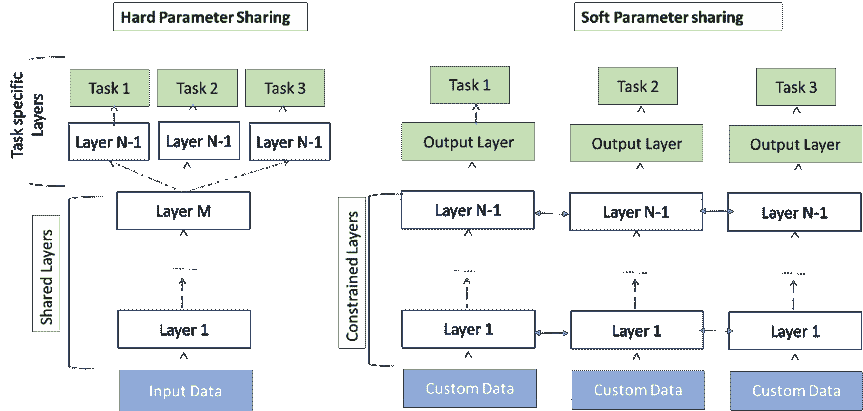 Hard Parameter Sharing
Task specific
Layers
Task 1
Task 2
Task 3
Layer N-1
Layer N-1
Layer N-1
Shared Layers
Layer M
Layer 1
Input Data
Soft Parameter sharing
Task 1
Task 2
Task 3
Output Layer
Output Layer
Output Layer
Constrained Layers
Layer N-1
Layer N-1
Layer N-1
Layer 1
Layer 1
Layer 1
Custom Data
Custom Data
Custom Data